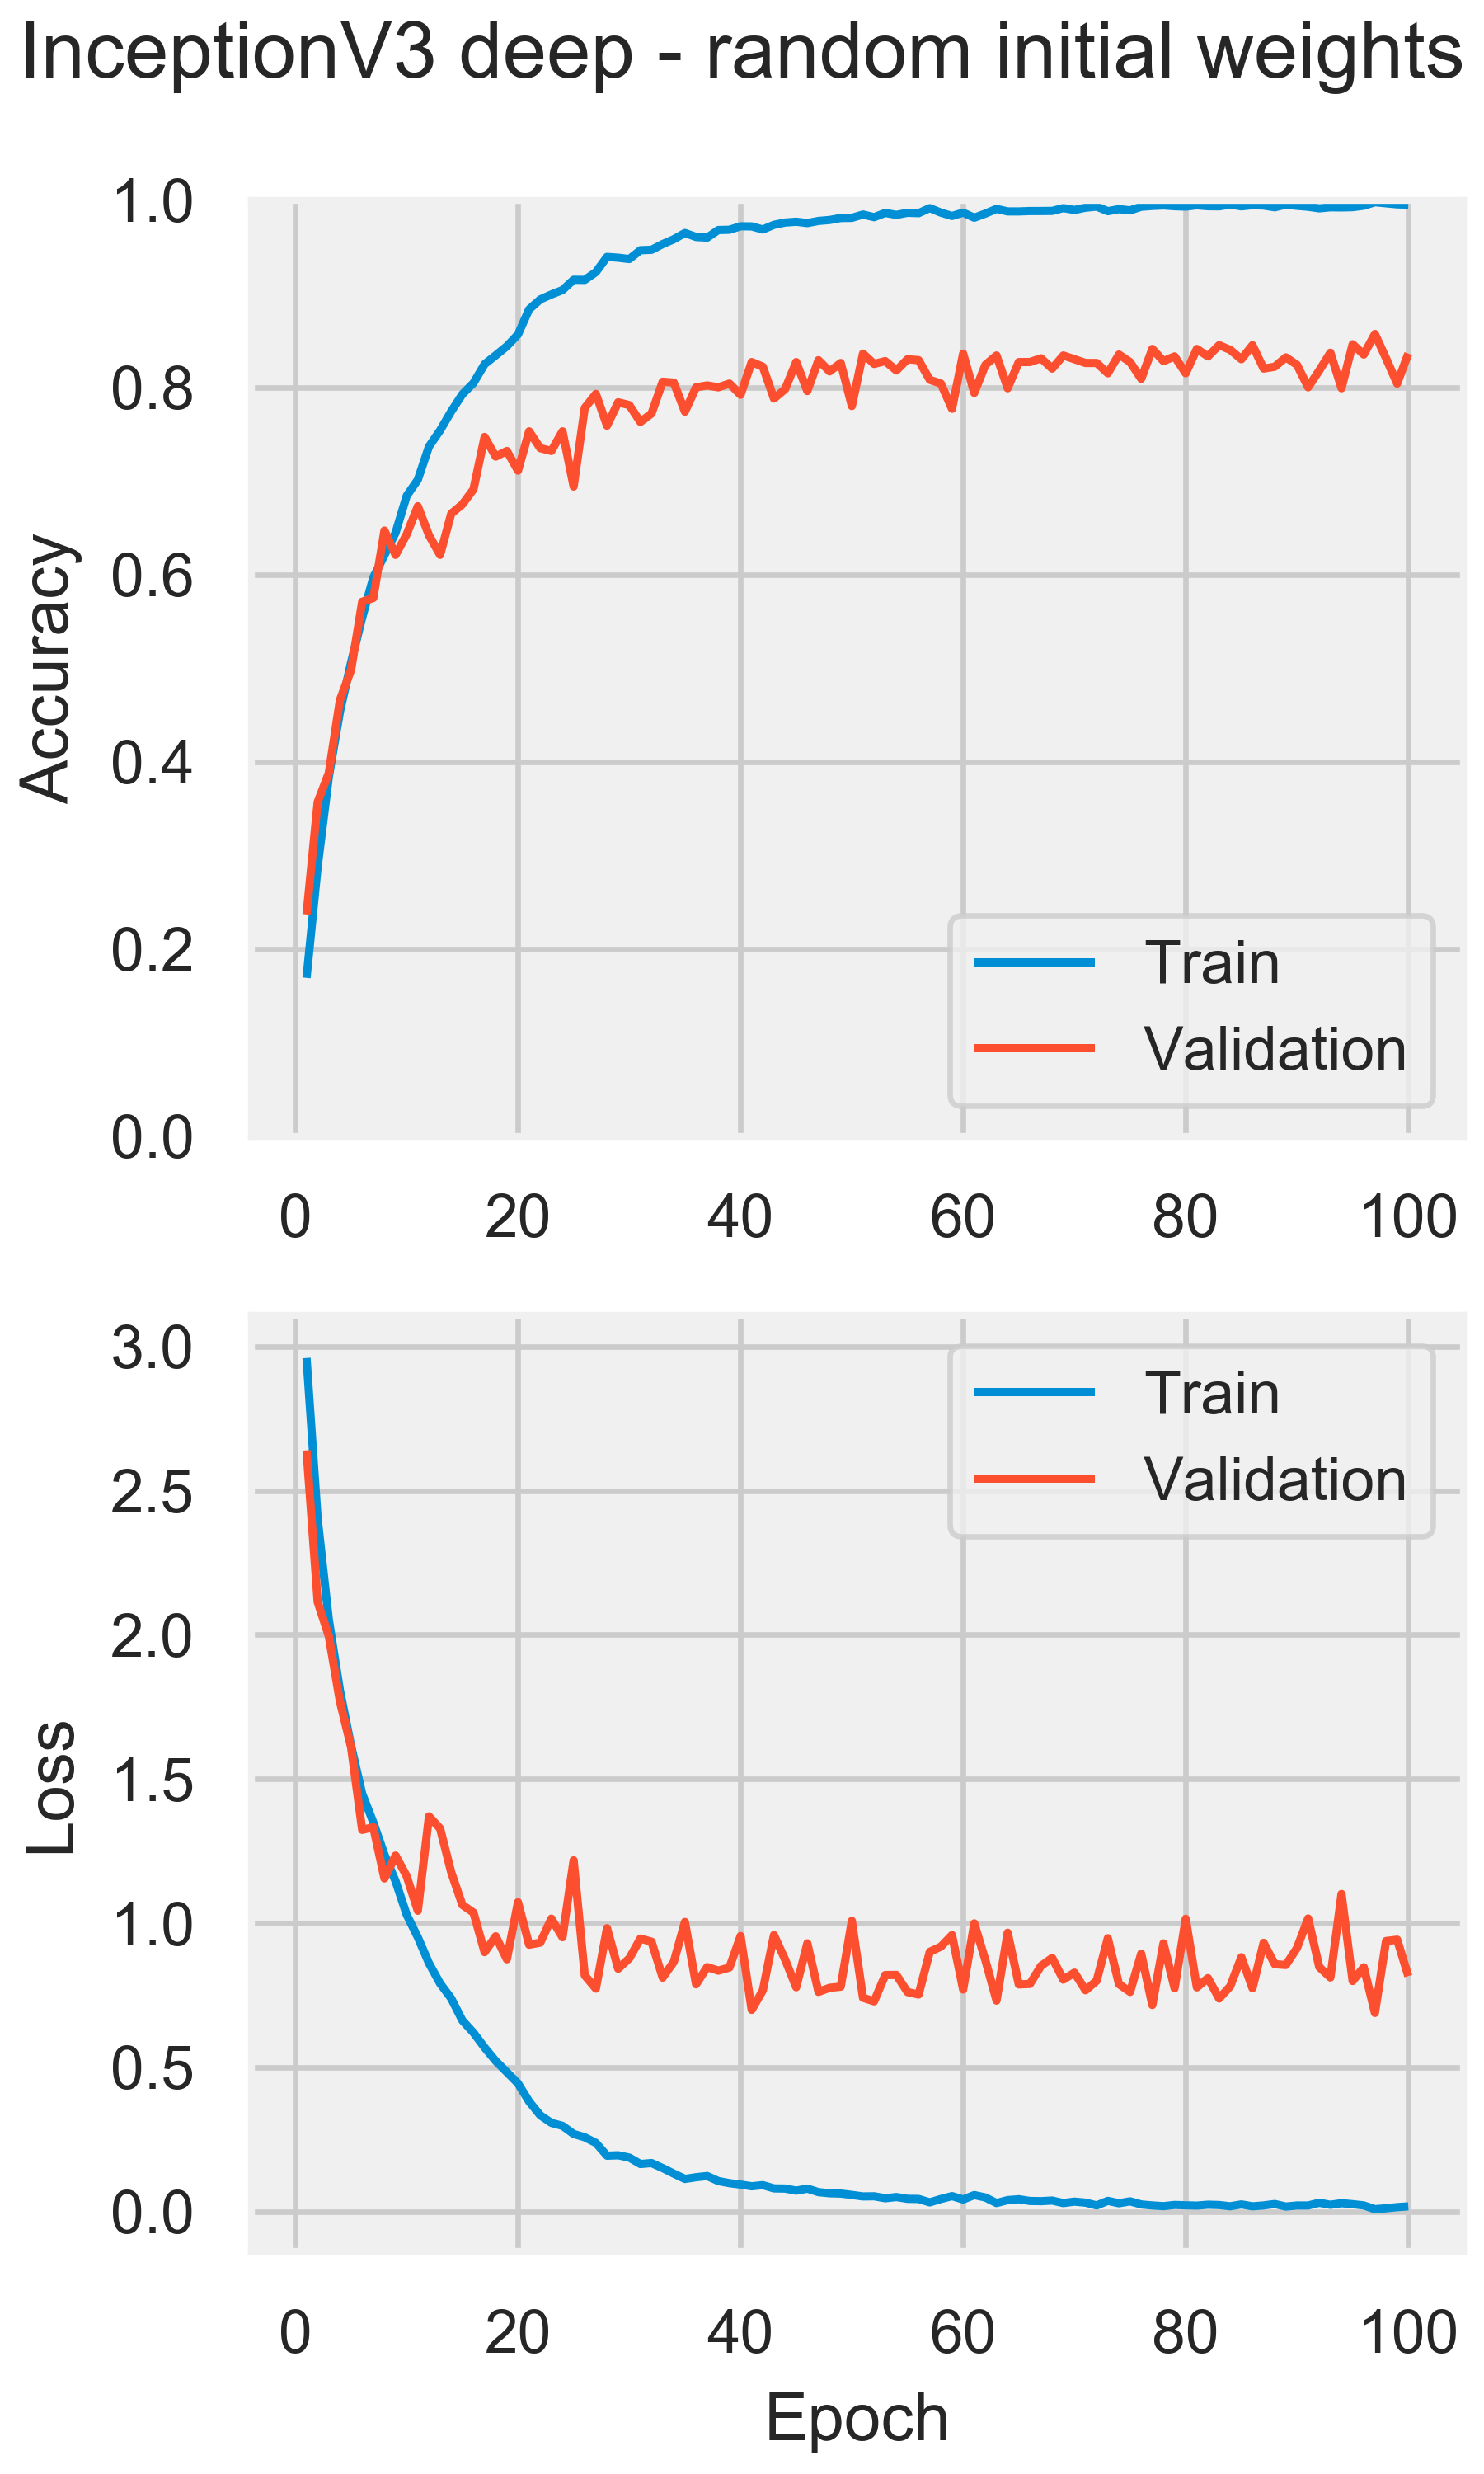 InceptionV3 deep - random initial weights
1.0
0.8
0.6
0.4
0.2
0.0
Accuracy
Train
Validation
0 20 40 60 80 100
3.0
2.5
2.0
1.5
1.0
0.5
0.0
Loss
Train
Validation
0 20 40 60 80 100
Epoch